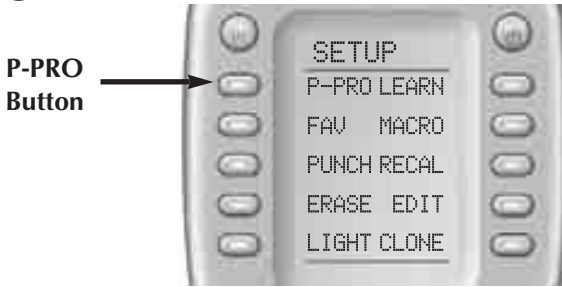 SETUP
P-PRO
Button
P-PRO LEARN
FAV MACRO
PUNCH RECAL
ERASE EDIT
LIGHT CLONE